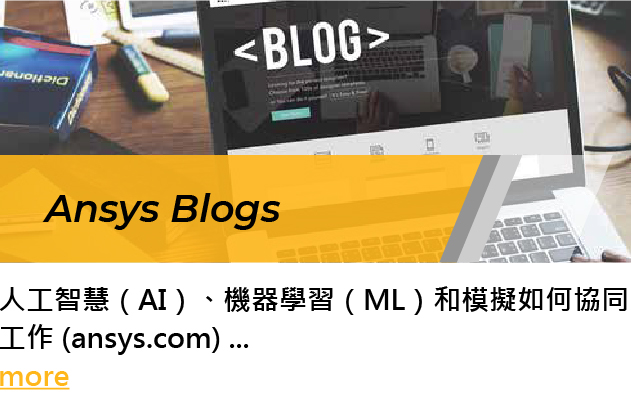 Dictionary
<BLOG>
Ansys Blogs
人工智慧（AI）、機器學習（ML）和模擬如何協同
工作 (ansys.com) ...
more